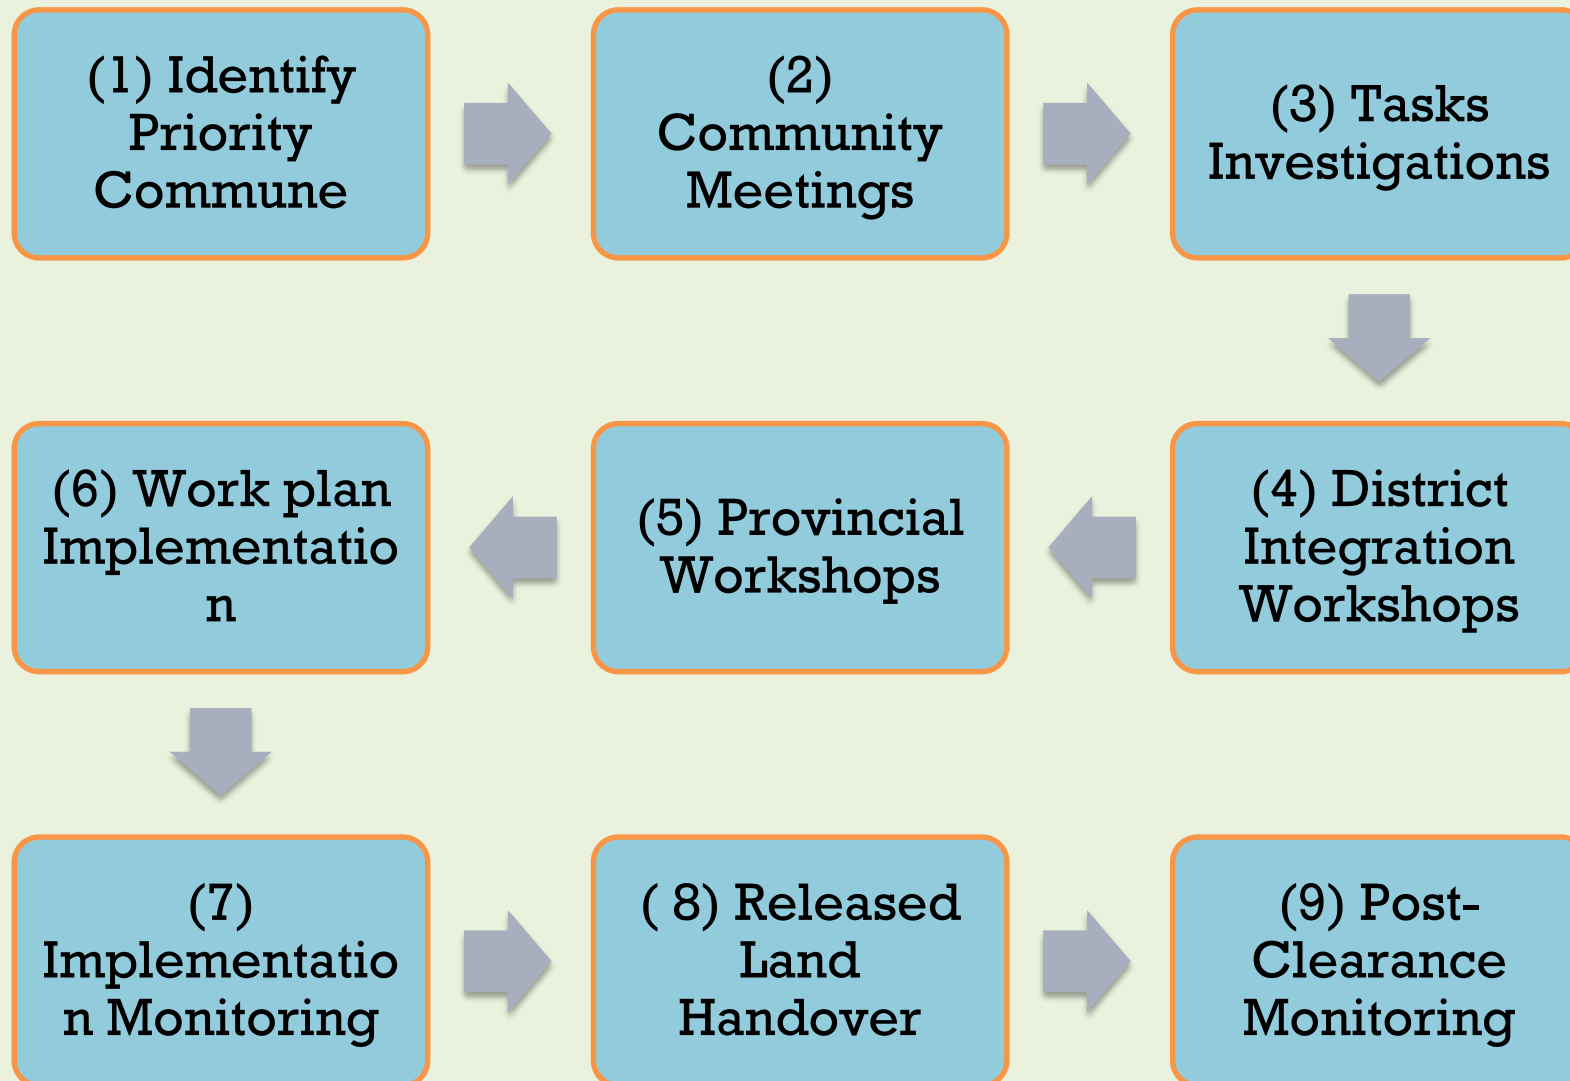 (1) Identify
Priority
Commune
(2)
Community
Meetings
(3) Tasks
Investigations
(4) District
Integration
Workshops
(5) Provincial
Workshops
(6) Work plan
Implementatio
n
(7)
Implementatio
n Monitoring
( 8) Released
Land
Handover
(9) Post-
Clearance
Monitoring